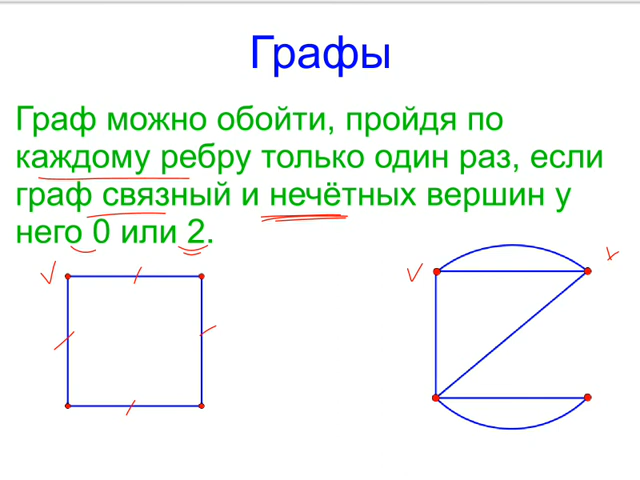 Графы
Граф можно обойти, пройдя по
каждому ребру только один раз, если
граф связный и нечётных вершин у
него 0 или 2.